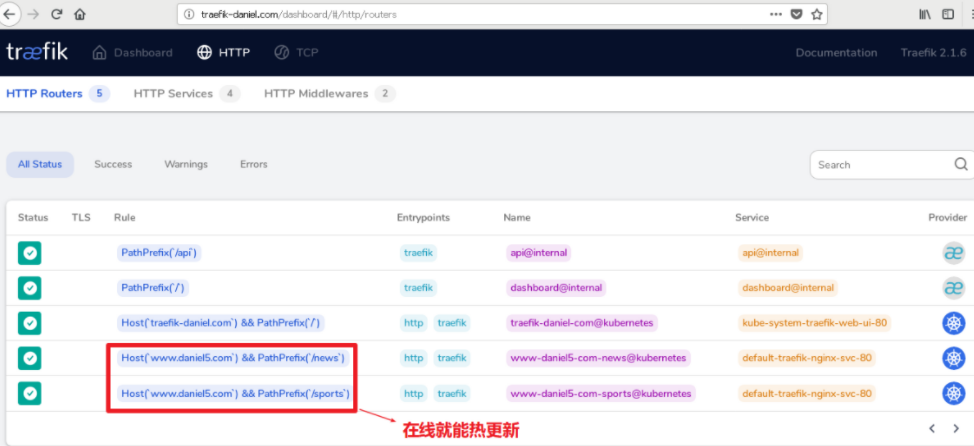 traefik-daniel.com/dashboard/#/http/routers
træfik Dashboard HTTP TCP Documentation Traefik 2.1.6
HTTP Routers 5 HTTP Services 4 HTTP Middlewares 2
All Status Success Warnings Errors Search
Status TLS Rule Entrypoints Name Service Provider
PathPrefix(`/api`) traefik api@internal api@internal
PathPrefix(`/`) traefik dashboard@internal dashboard@internal
Host(`traefik-daniel.com`) && PathPrefix(`/`) http traefik traefik-daniel-com@kubernetes kube-system-traefik-web-ui-80
Host(`www.daniel5.com`) && PathPrefix(`/news`) http traefik www-daniel5-com-news@kubernetes default-traefik-nginx-svc-80
Host(`www.daniel5.com`) && PathPrefix(`/sports`) http traefik www-daniel5-com-sports@kubernetes default-traefik-nginx-svc-80
在线就能热更新